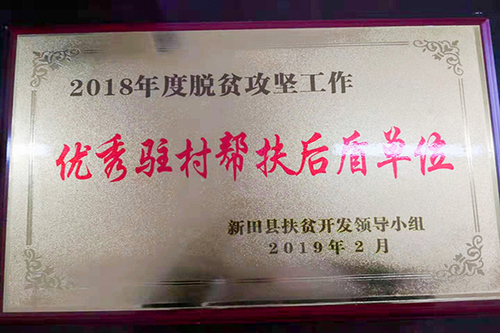 2018年度脱贫攻坚工作
优秀驻村帮扶后盾单位
新田县扶贫开发领导小组
2019年2月